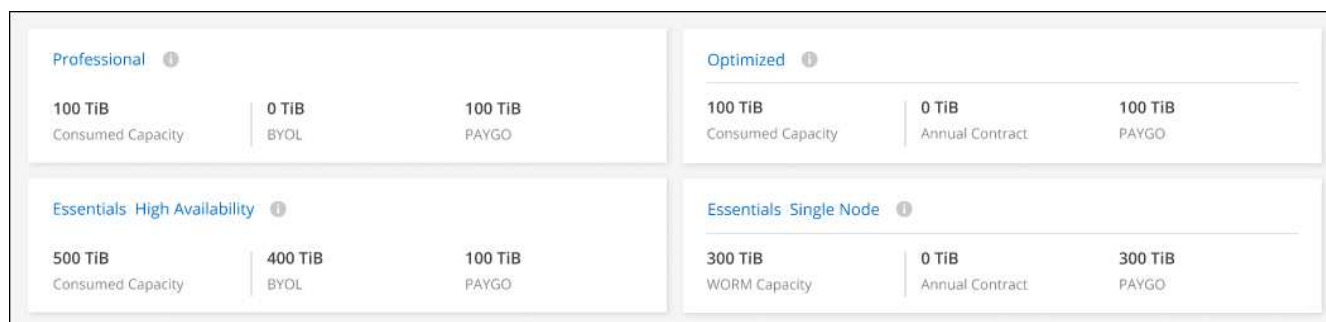 Professional
100 TiB 0 TiB 100 TiB
Consumed Capacity BYOL PAYGO
Optimized
100 TiB 0 TiB 100 TiB
Consumed Capacity Annual Contract PAYGO
Essentials High Availability
500 TiB 400 TiB 100 TiB
Consumed Capacity BYOL PAYGO
Essentials Single Node
300 TiB 0 TiB 300 TiB
WORM Capacity Annual Contract PAYGO